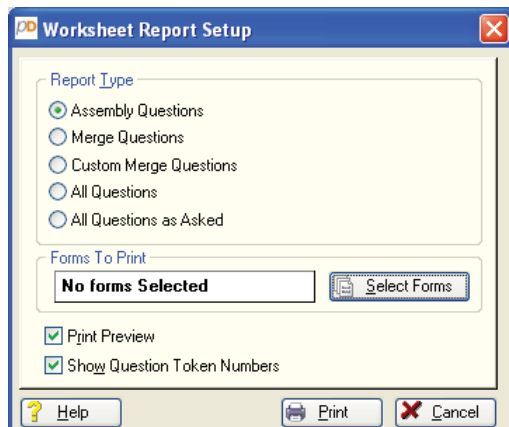 pD Worksheet Report Setup
Report Type
Assembly Questions
Merge Questions
Custom Merge Questions
All Questions
All Questions as Asked
Forms To Print
No forms Selected
Select Forms
Print Preview
Show Question Token Numbers
? Help
Print
Cancel